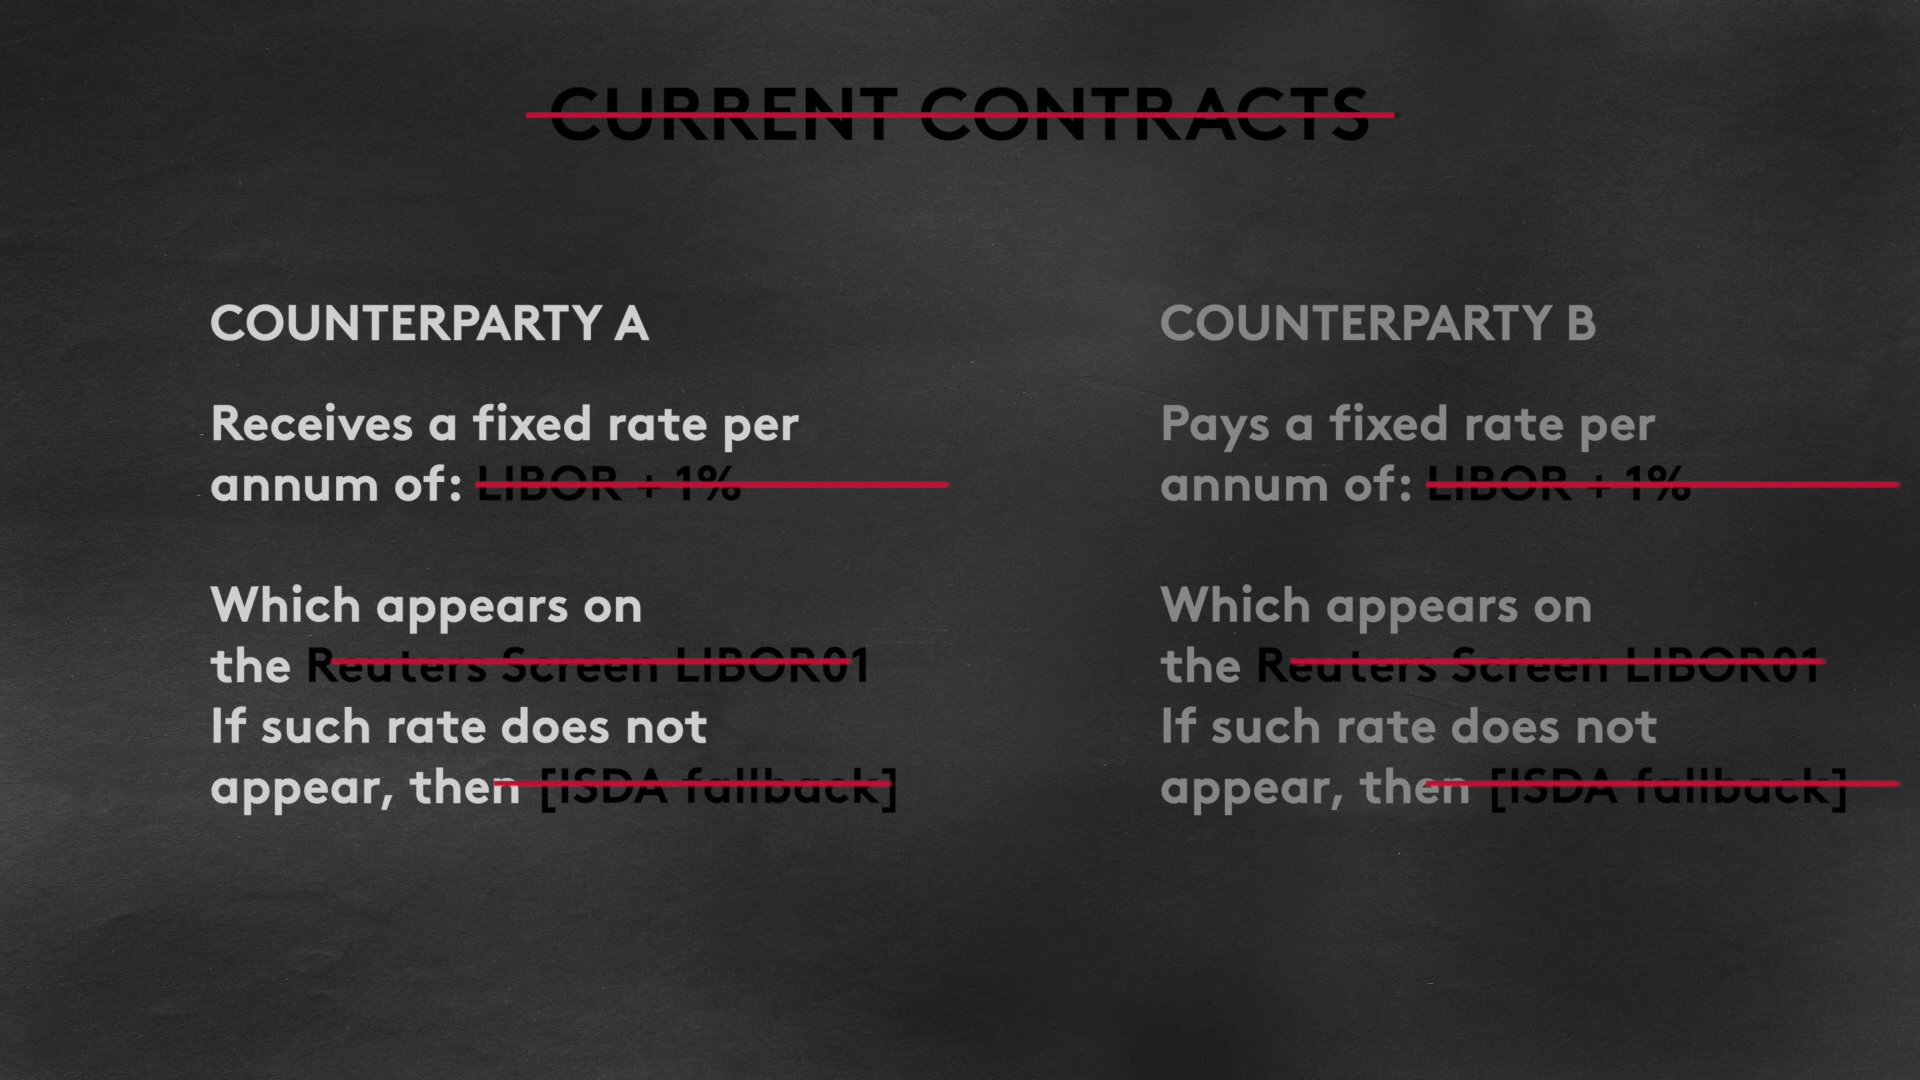 CURRENT CONTRACTS
COUNTERPARTY A
Receives a fixed rate per
annum of: LIBOR + 1%
Which appears on
the Reuters Screen LIBOR01
If such rate does not
appear, then [ISDA fallback]
COUNTERPARTY B
Pays a fixed rate per
annum of: LIBOR + 1%
Which appears on
the Reuters Screen LIBOR01
If such rate does not
appear, then [ISDA fallback]